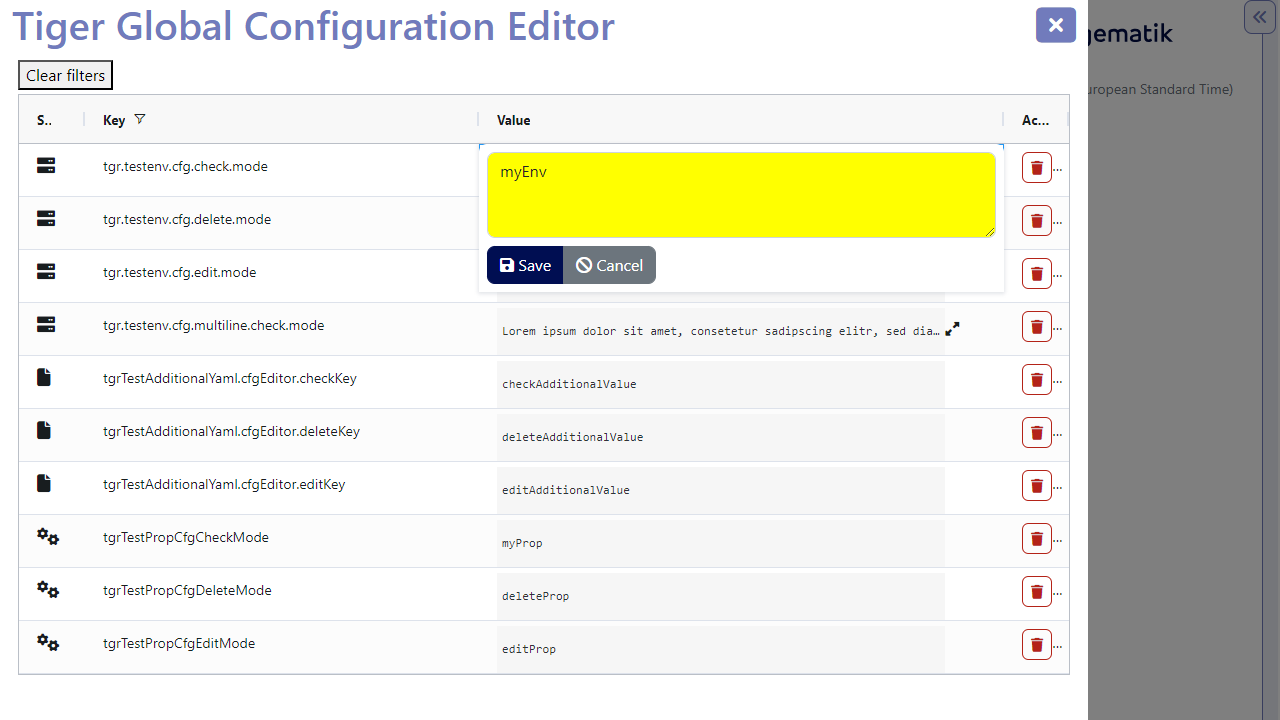 Tiger Global Configuration Editor
gematik
Clear filters
uropean Standard Time)
S.. Key Value Ac...
tgr.testenv.cfg.check.mode myEnv ...
tgr.testenv.cfg.delete.mode ...
Save Cancel
tgr.testenv.cfg.edit.mode ...
tgr.testenv.cfg.multiline.check.mode Lorem ipsum dolor sit amet, consetetur sadipscing elitr, sed dia... ...
tgrTestAdditionalYaml.cfgEditor.checkKey checkAdditionalValue ...
tgrTestAdditionalYaml.cfgEditor.deleteKey deleteAdditionalValue ...
tgrTestAdditionalYaml.cfgEditor.editKey editAdditionalValue ...
tgrTestPropCfgCheckMode myProp ...
tgrTestPropCfgDeleteMode deleteProp ...
tgrTestPropCfgEditMode editProp ...